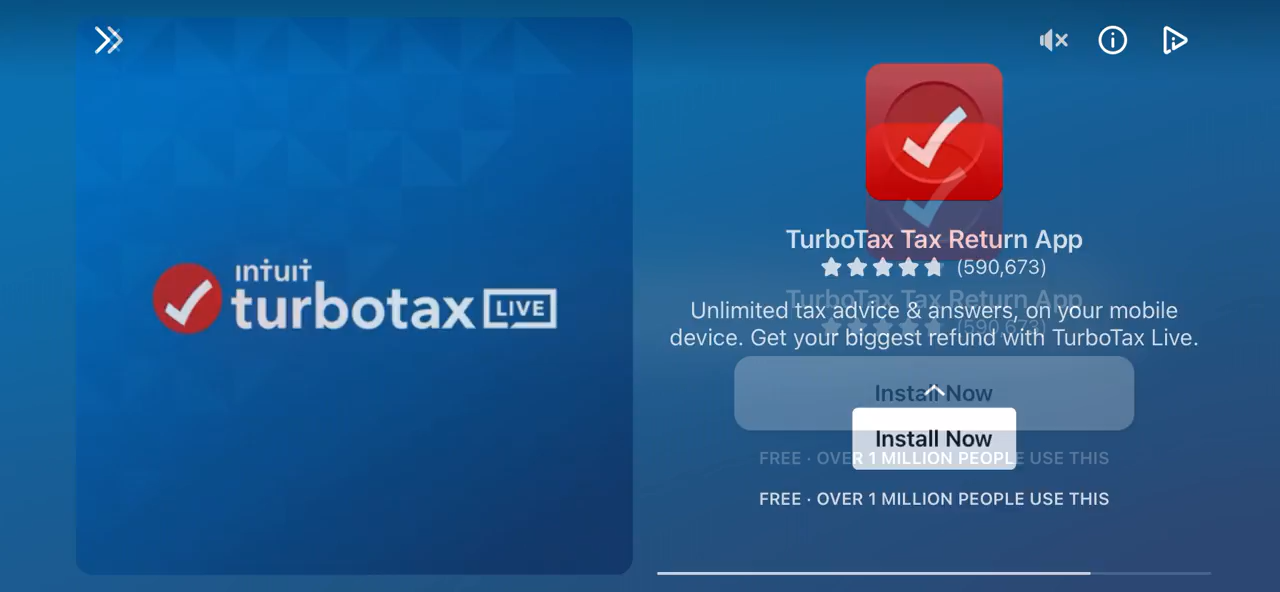 intuit
turbotax LIVE
TurboTax Tax Return App
(590,673)
TurboTax Tax Return App
(590,673)
Unlimited tax advice & answers, on your mobile
device. Get your biggest refund with TurboTax Live.
Install Now
Install Now
FREE · OVER 1 MILLION PEOPLE USE THIS
FREE · OVER 1 MILLION PEOPLE USE THIS